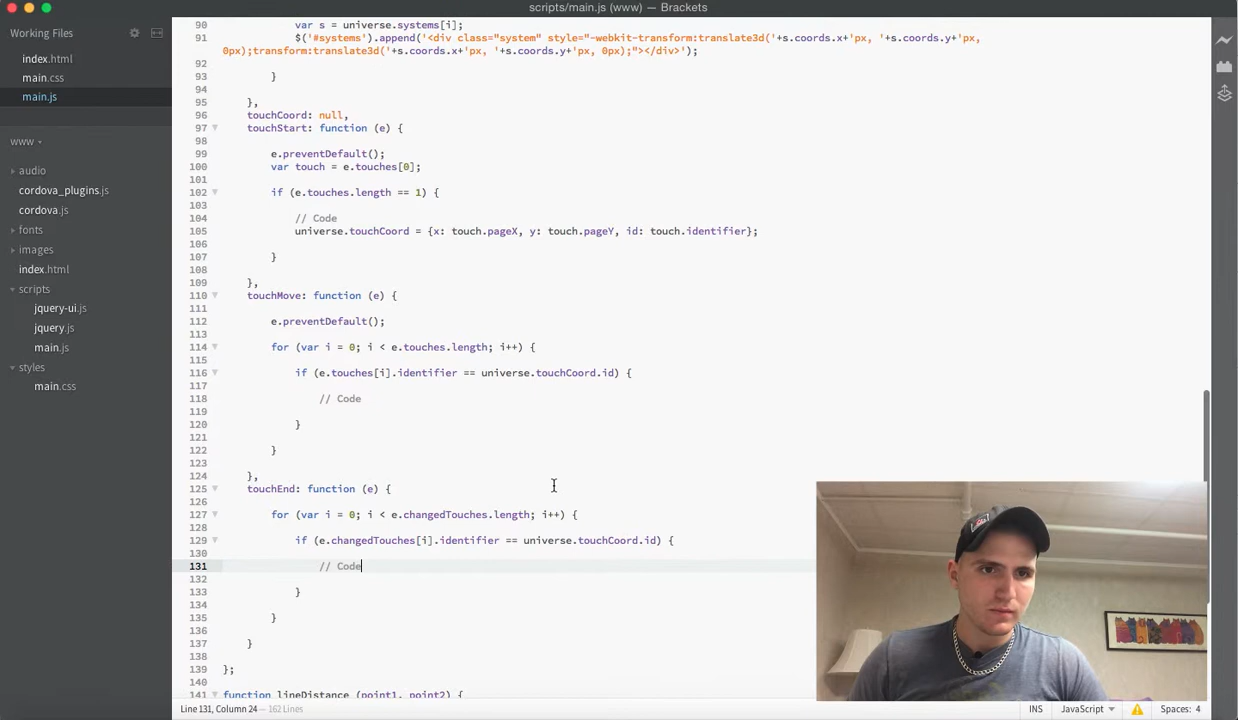 scripts/main.js (www) — Brackets
Working Files
index.html
main.css
main.js
www
audio
cordova_plugins.js
cordova.js
fonts
images
index.html
scripts
jquery-ui.js
jquery.js
main.js
styles
main.css
90 var s = universe.systems[i];
91 $('#systems').append('<div class="system" style="-webkit-transform:translate3d('+s.coords.x+'px, '+s.coords.y+'px,
0px);transform:translate3d('+s.coords.x+'px, '+s.coords.y+'px, 0px);"></div>');
92
93 }
94
95 },
96 touchCoord: null,
97 touchStart: function (e) {
98
99 e.preventDefault();
100 var touch = e.touches[0];
101
102 if (e.touches.length == 1) {
103
104 // Code
105 universe.touchCoord = {x: touch.pageX, y: touch.pageY, id: touch.identifier};
106
107 }
108
109 },
110 touchMove: function (e) {
111
112 e.preventDefault();
113
114 for (var i = 0; i < e.touches.length; i++) {
115
116 if (e.touches[i].identifier == universe.touchCoord.id) {
117
118 // Code
119
120 }
121
122 }
123
124 },
125 touchEnd: function (e) {
126
127 for (var i = 0; i < e.changedTouches.length; i++) {
128
129 if (e.changedTouches[i].identifier == universe.touchCoord.id) {
130
131 // Code
132
133 }
134
135 }
136
137 }
138
139 };
140
141 function lineDistance (point1, point2) {
Line 131, Column 24 — 162 Lines
INS JavaScript Spaces: 4